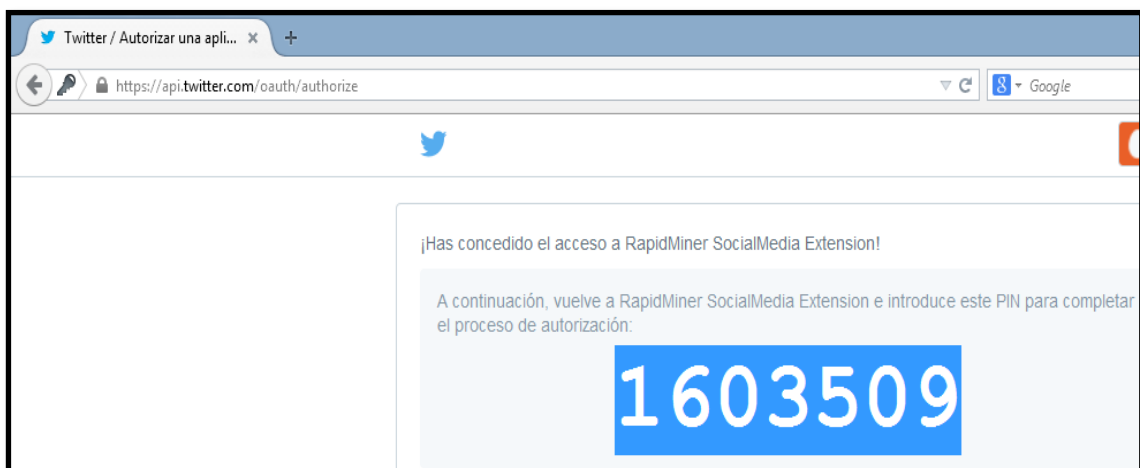 Twitter / Autorizar una apli...
https://api.twitter.com/oauth/authorize
Google
¡Has concedido el acceso a RapidMiner SocialMedia Extension!
A continuación, vuelve a RapidMiner SocialMedia Extension e introduce este PIN para completar
el proceso de autorización:
1603509